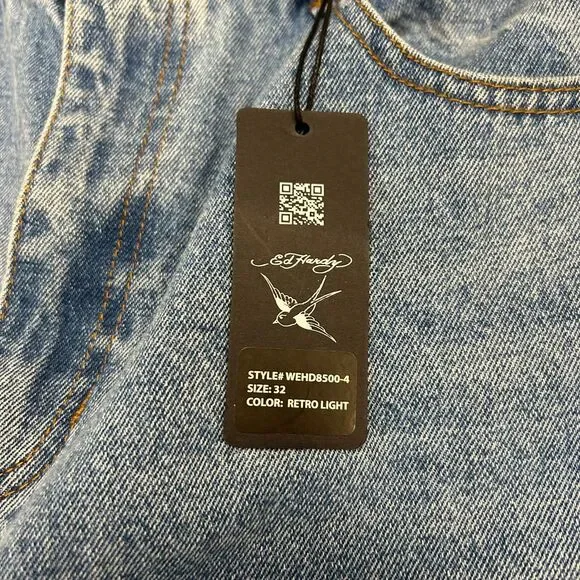 Ed Hardy
STYLE# WEHD8500-4
SIZE: 32
COLOR: RETRO LIGHT